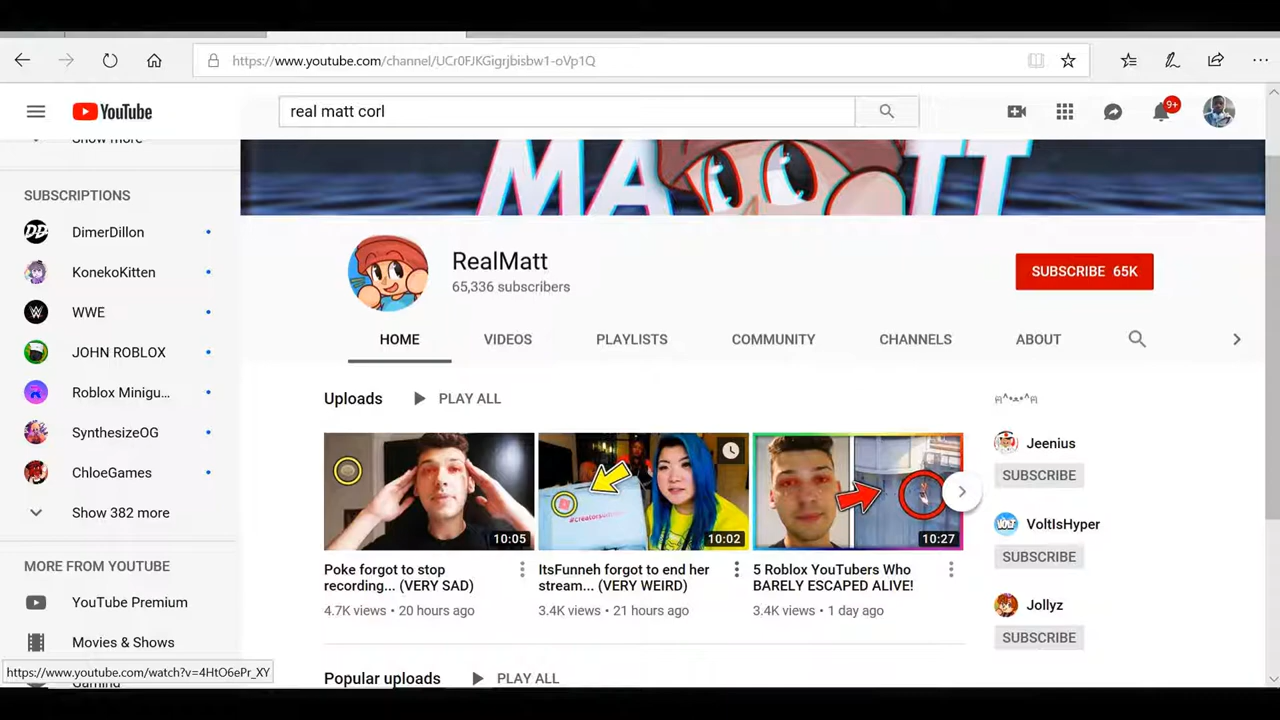 https://www.youtube.com/channel/UCr0FJKGigrjbisbw1-oVp1Q
YouTube
real matt corl
9+
Show more
MA TT
SUBSCRIPTIONS
DimerDillon
KonekoKitten
WWE
JOHN ROBLOX
Roblox Minigu...
SynthesizeOG
ChloeGames
Show 382 more
MORE FROM YOUTUBE
YouTube Premium
Movies & Shows
Gaming
https://www.youtube.com/watch?v=4HtO6ePr_XY
RealMatt
65,336 subscribers
SUBSCRIBE 65K
HOME VIDEOS PLAYLISTS COMMUNITY CHANNELS ABOUT
Uploads PLAY ALL
10:05
Poke forgot to stop
recording... (VERY SAD)
4.7K views • 20 hours ago
10:02
ItsFunneh forgot to end her
stream... (VERY WEIRD)
3.4K views • 21 hours ago
10:27
5 Roblox YouTubers Who
BARELY ESCAPED ALIVE!
3.4K views • 1 day ago
Popular uploads PLAY ALL
Jeenius
SUBSCRIBE
VOLT
VoltIsHyper
SUBSCRIBE
Jollyz
SUBSCRIBE